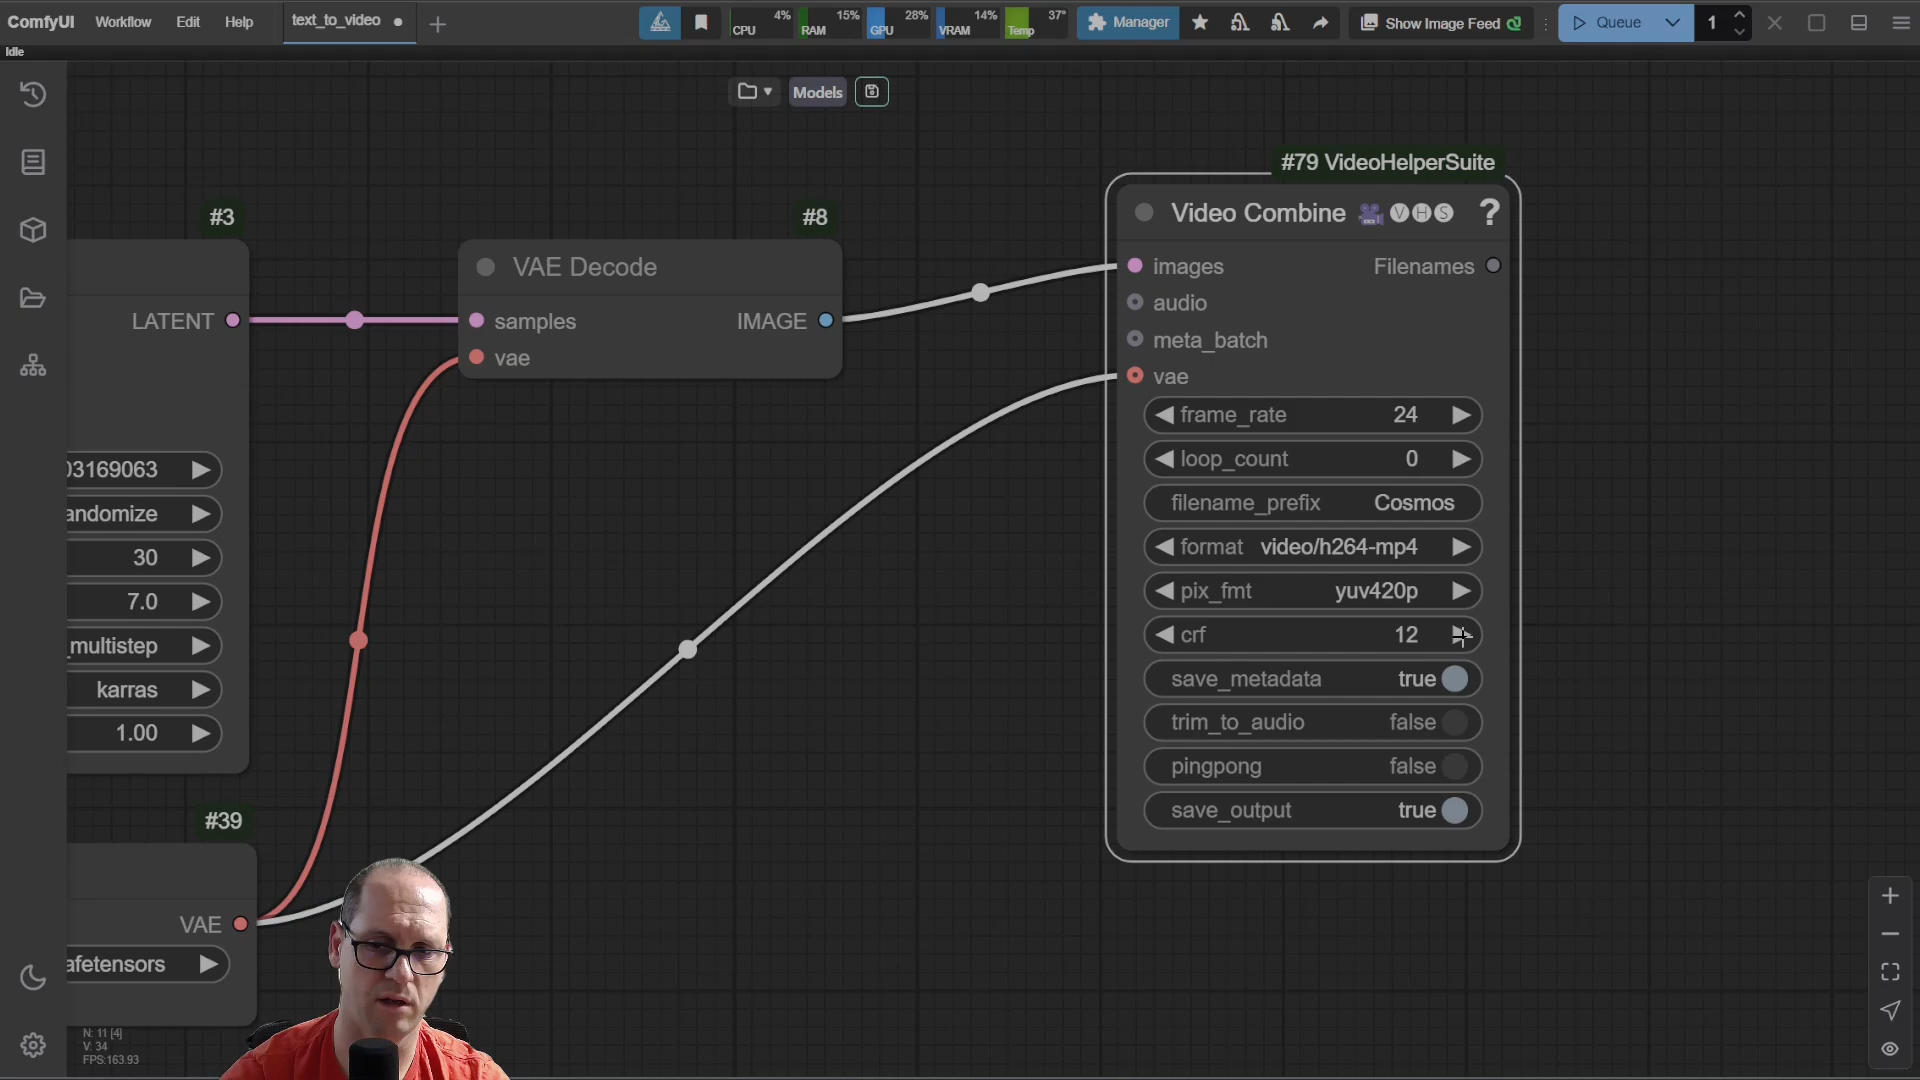 ComfyUI Workflow Edit Help text_to_video
CPU 4% RAM 15% GPU 28% VRAM 14% Temp 37° Manager Show Image Feed Queue 1
Idle
Models
#79 VideoHelperSuite
Video Combine V H S ?
images Filenames
audio
meta_batch
vae
frame_rate 24
loop_count 0
filename_prefix Cosmos
format video/h264-mp4
pix_fmt yuv420p
crf 12
save_metadata true
trim_to_audio false
pingpong false
save_output true
#8
VAE Decode
samples IMAGE
vae
#3
LATENT
03169063
andomize
30
7.0
_multistep
karras
1.00
#39
VAE
afetensors
N: 11 [4]
V: 34
FPS:163.93